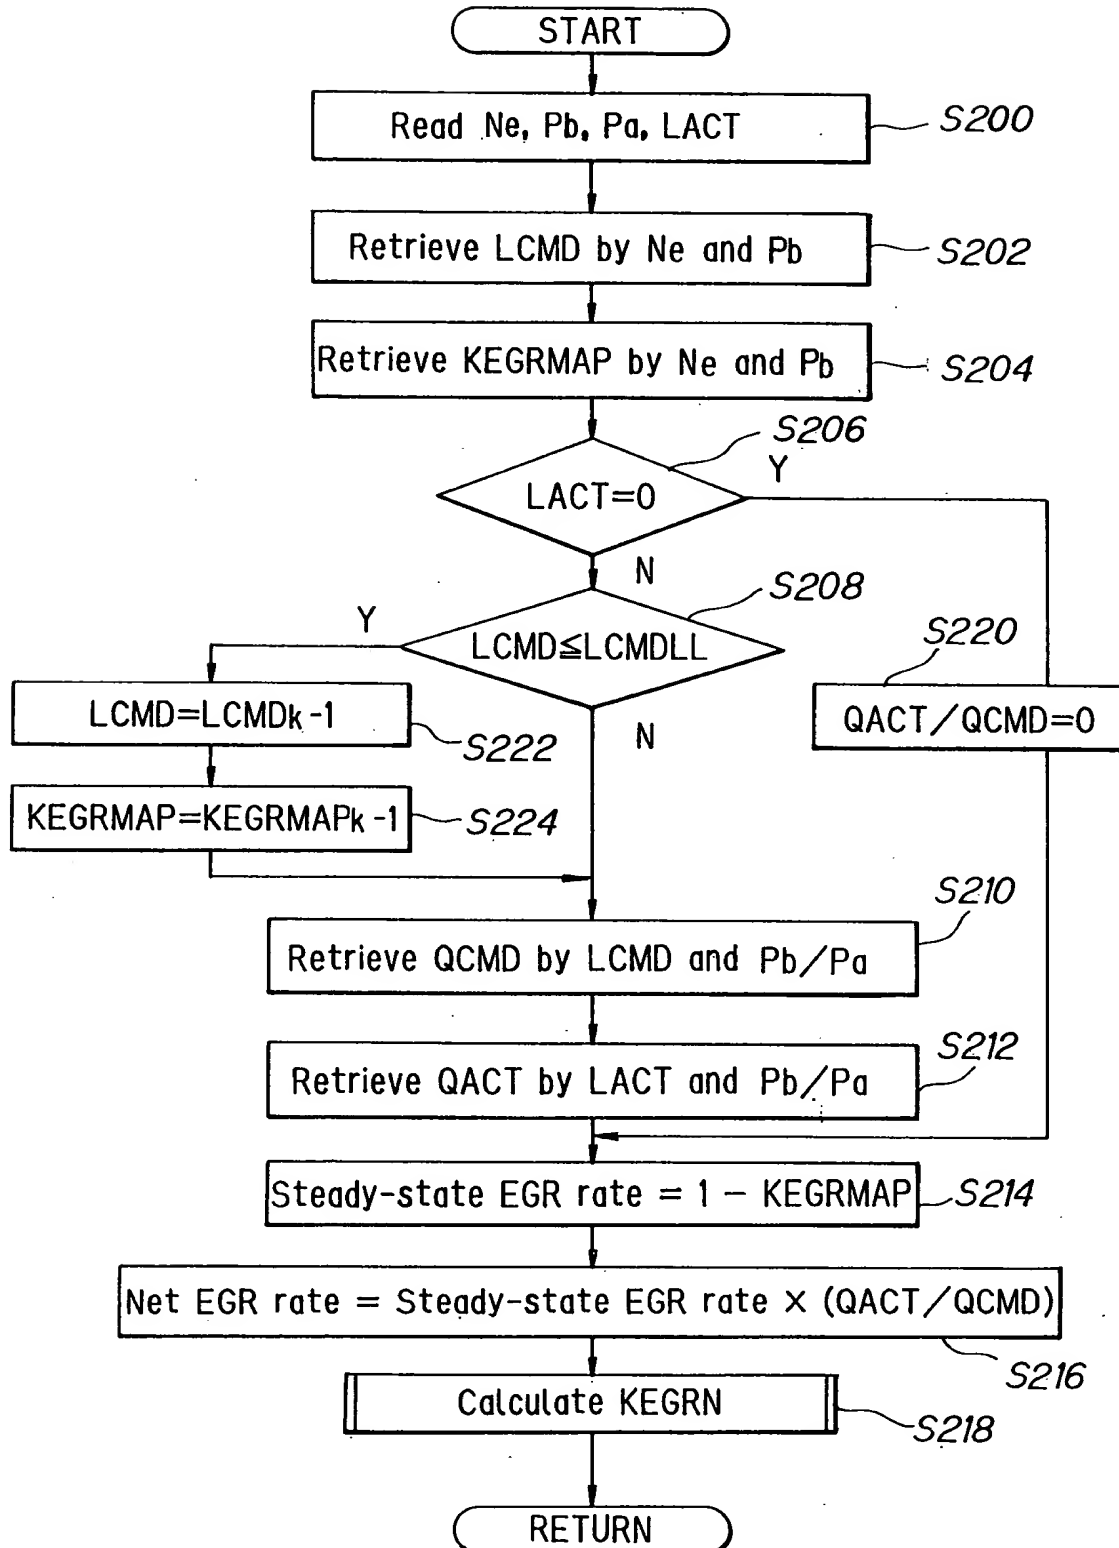 START
Read Ne, Pb, Pa, LACT
S200
Retrieve LCMD by Ne and Pb
S202
Retrieve KEGRMAP by Ne and Pb
S204
S206
LACT=0
Y
N
S208
LCMD≦LCMDLL
Y
N
S220
QACT/QCMD=0
LCMD=LCMDk-1
S222
KEGRMAP=KEGRMAPk-1
S224
S210
Retrieve QCMD by LCMD and Pb/Pa
S212
Retrieve QACT by LACT and Pb/Pa
Steady-state EGR rate = 1 - KEGRMAP
S214
Net EGR rate = Steady-state EGR rate × (QACT/QCMD)
S216
Calculate KEGRN
S218
RETURN